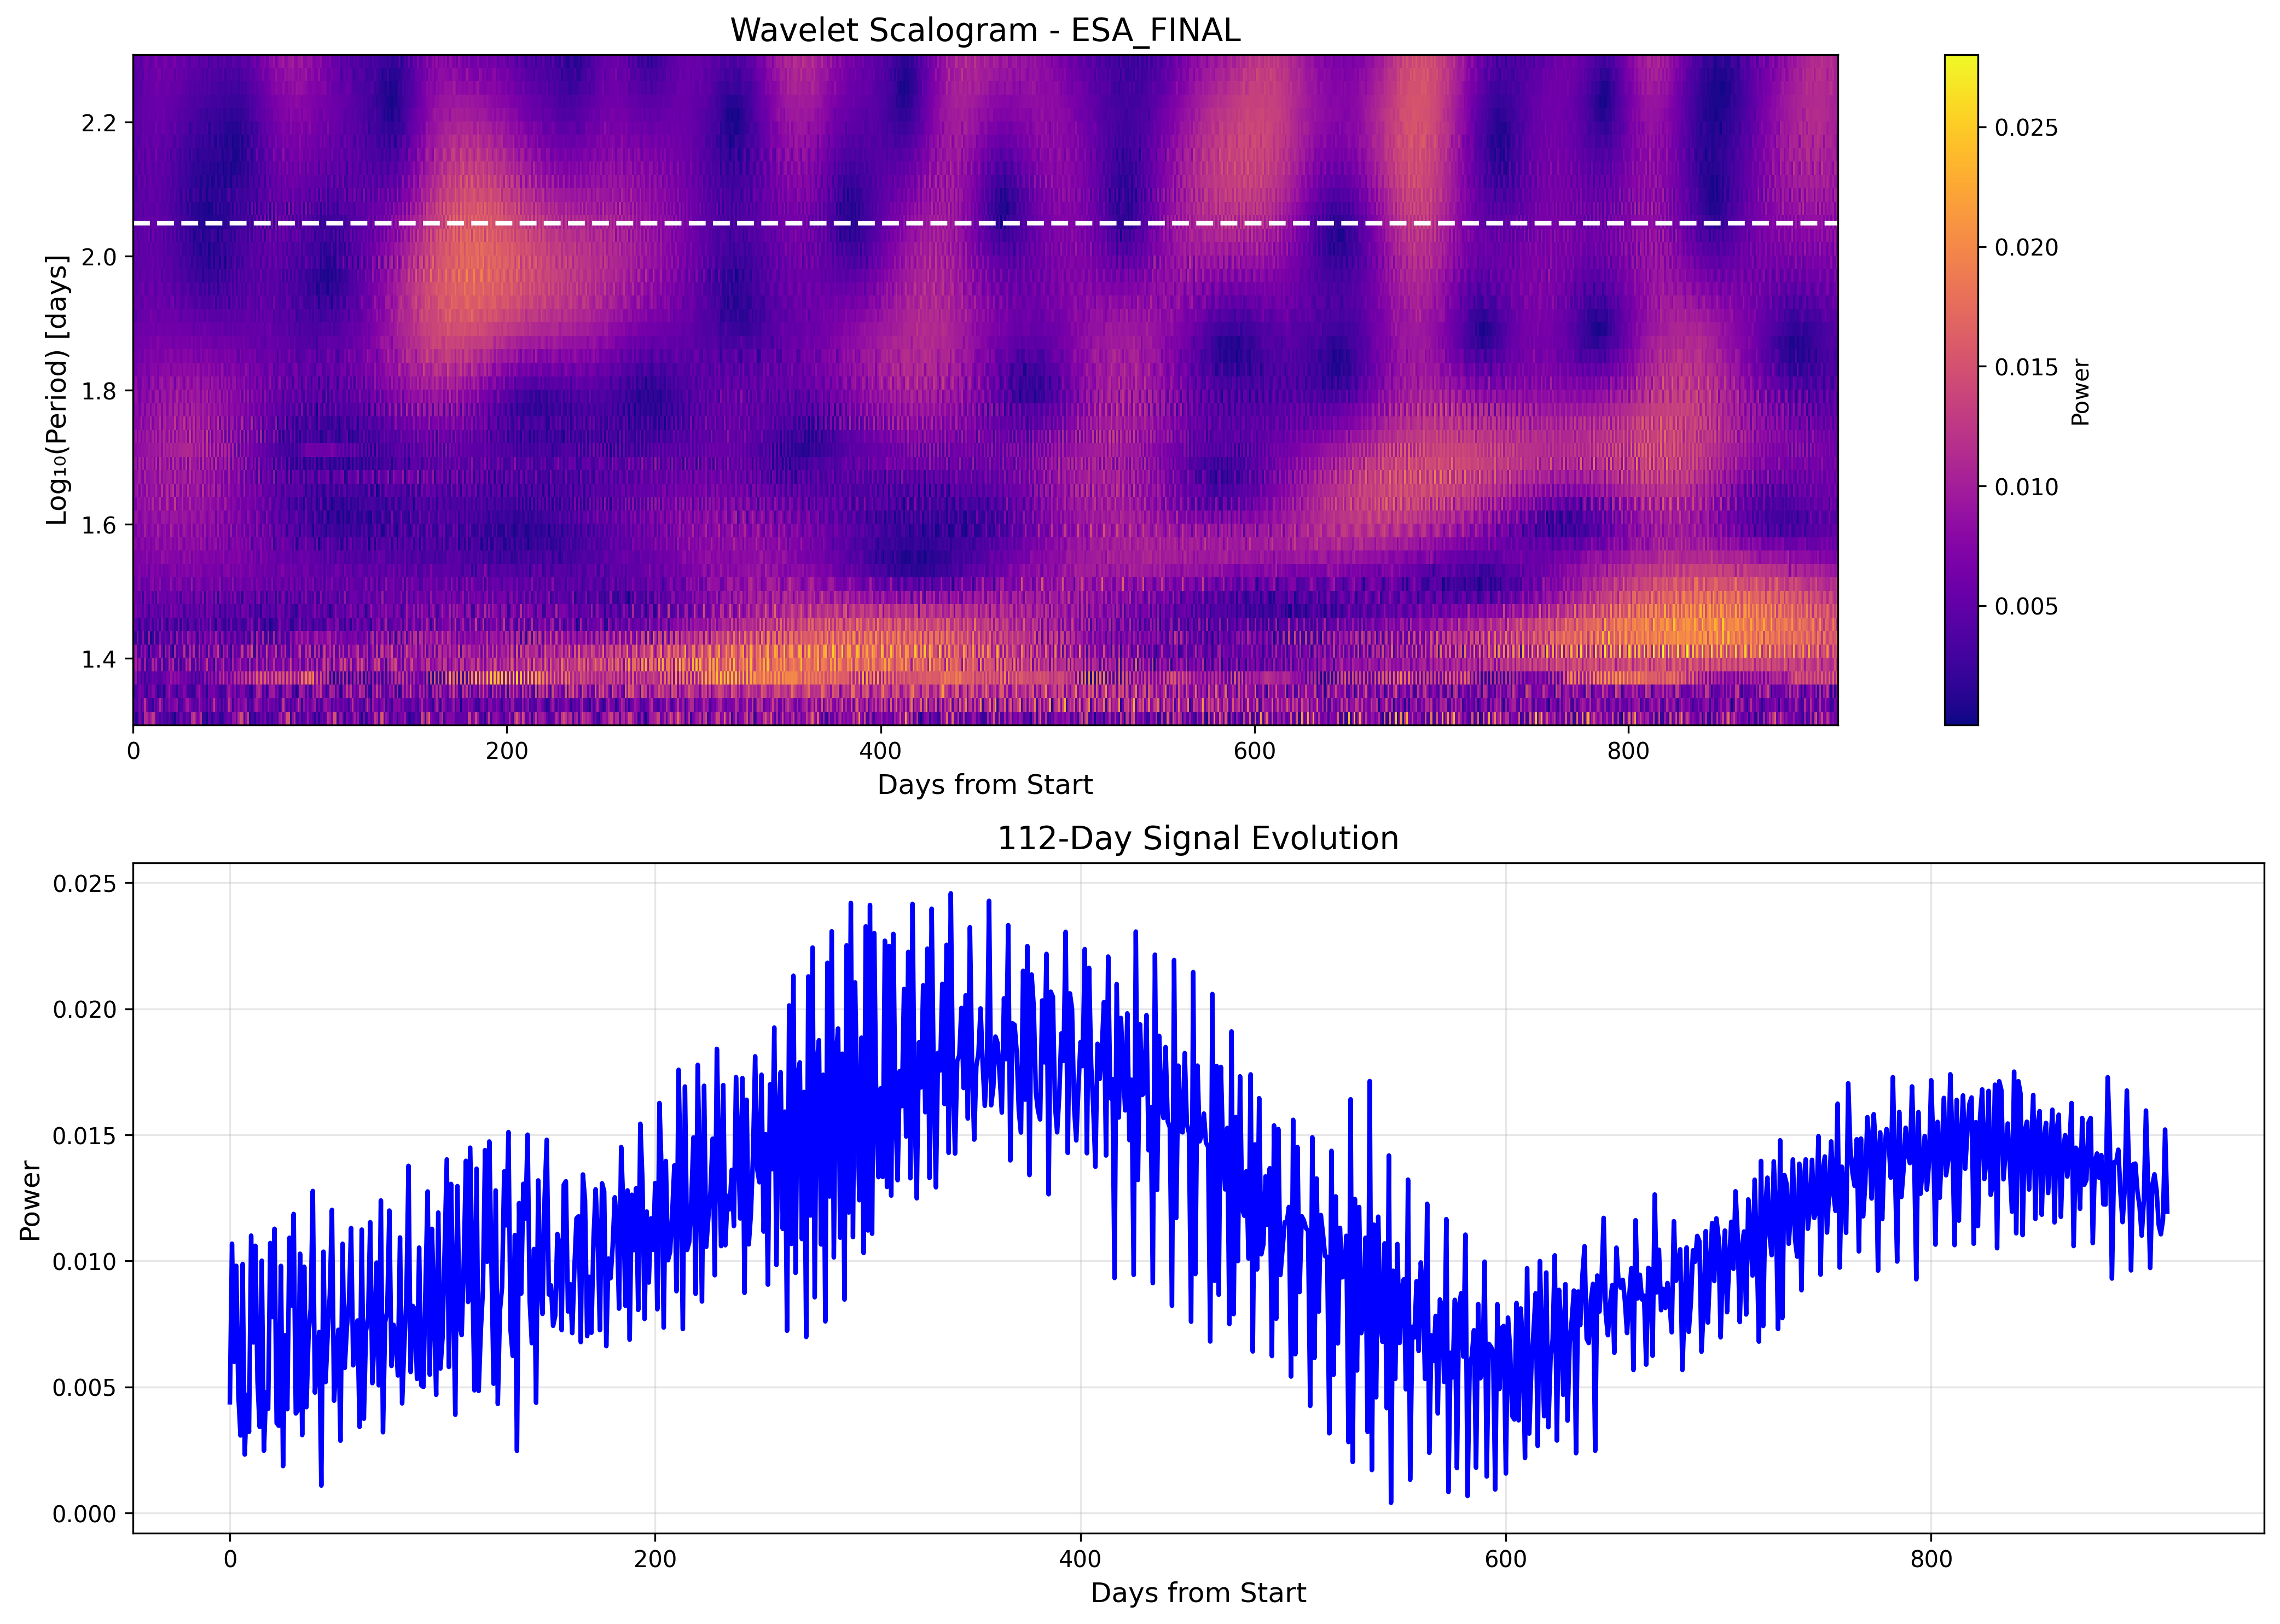 Wavelet Scalogram - ESA_FINAL
Log₁₀(Period) [days]
2.2
2.0
1.8
1.6
1.4
0 200 400 600 800
Days from Start
0.025
0.020
0.015
0.010
0.005
Power
112-Day Signal Evolution
Power
0.025
0.020
0.015
0.010
0.005
0.000
0 200 400 600 800
Days from Start